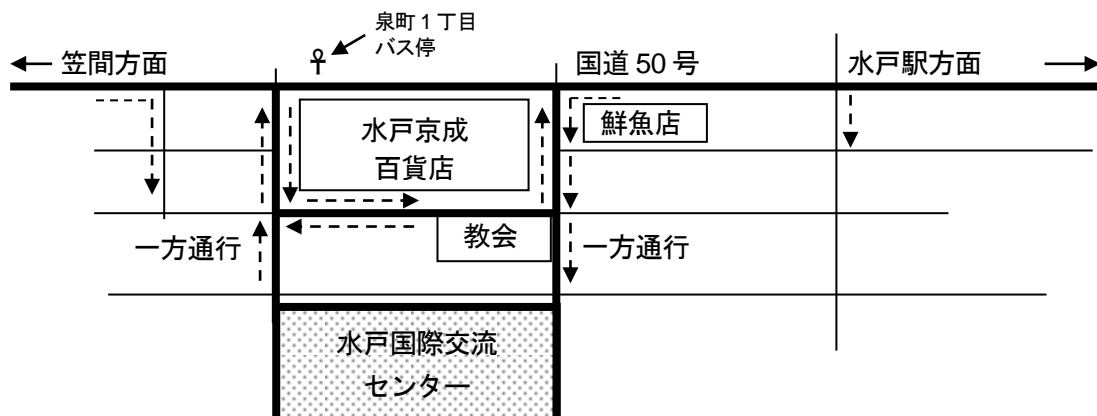 泉町1丁目
バス停
笠間方面
国道50号
水戸駅方面
水戸京成
百貨店
鮮魚店
教会
一方通行
一方通行
水戸国際交流
センター